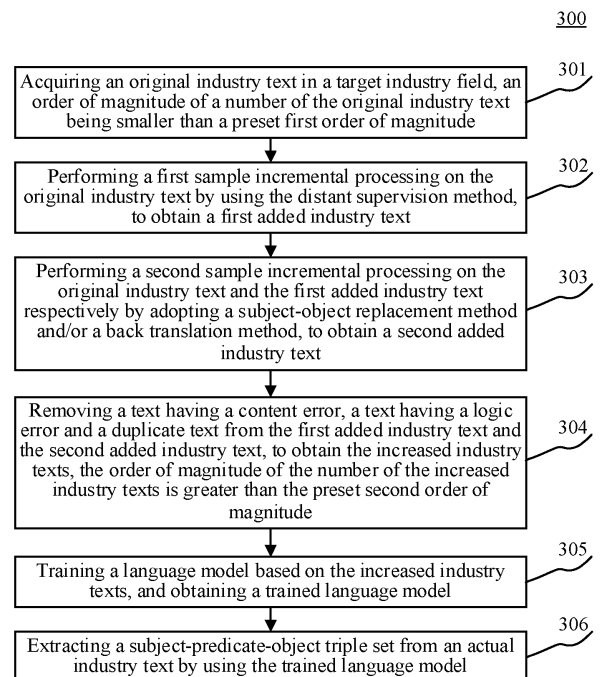 300
301
Acquiring an original industry text in a target industry field, an
order of magnitude of a number of the original industry text
being smaller than a preset first order of magnitude
302
Performing a first sample incremental processing on the
original industry text by using the distant supervision method,
to obtain a first added industry text
303
Performing a second sample incremental processing on the
original industry text and the first added industry text
respectively by adopting a subject-object replacement method
and/or a back translation method, to obtain a second added
industry text
304
Removing a text having a content error, a text having a logic
error and a duplicate text from the first added industry text and
the second added industry text, to obtain the increased industry
texts, the order of magnitude of the number of the increased
industry texts is greater than the preset second order of
magnitude
305
Training a language model based on the increased industry
texts, and obtaining a trained language model
306
Extracting a subject-predicate-object triple set from an actual
industry text by using the trained language model